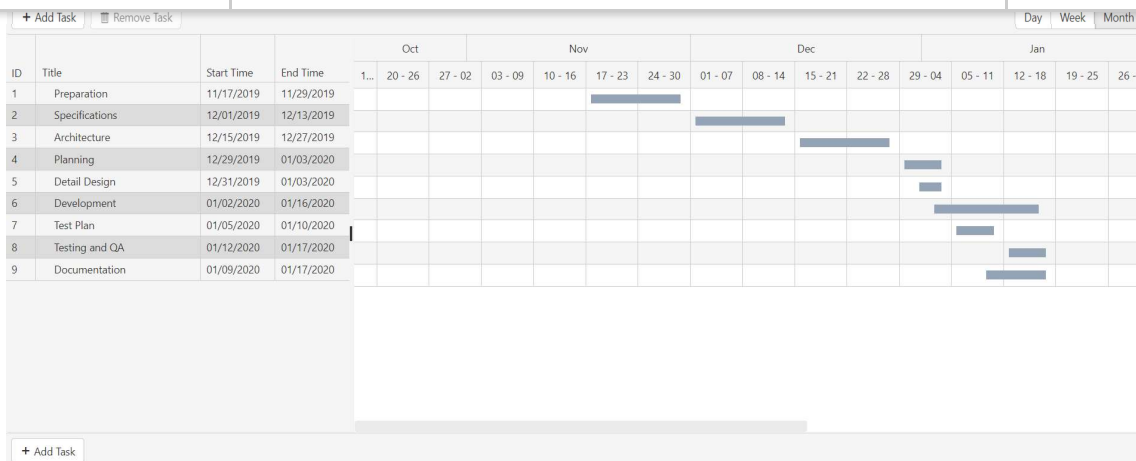 + Add Task Remove Task Day Week Month
Oct Nov Dec Jan
ID Title Start Time End Time 1... 20 - 26 27 - 02 03 - 09 10 - 16 17 - 23 24 - 30 01 - 07 08 - 14 15 - 21 22 - 28 29 - 04 05 - 11 12 - 18 19 - 25 26 -
1 Preparation 11/17/2019 11/29/2019
2 Specifications 12/01/2019 12/13/2019
3 Architecture 12/15/2019 12/27/2019
4 Planning 12/29/2019 01/03/2020
5 Detail Design 12/31/2019 01/03/2020
6 Development 01/02/2020 01/16/2020
7 Test Plan 01/05/2020 01/10/2020
8 Testing and QA 01/12/2020 01/17/2020
9 Documentation 01/09/2020 01/17/2020
+ Add Task